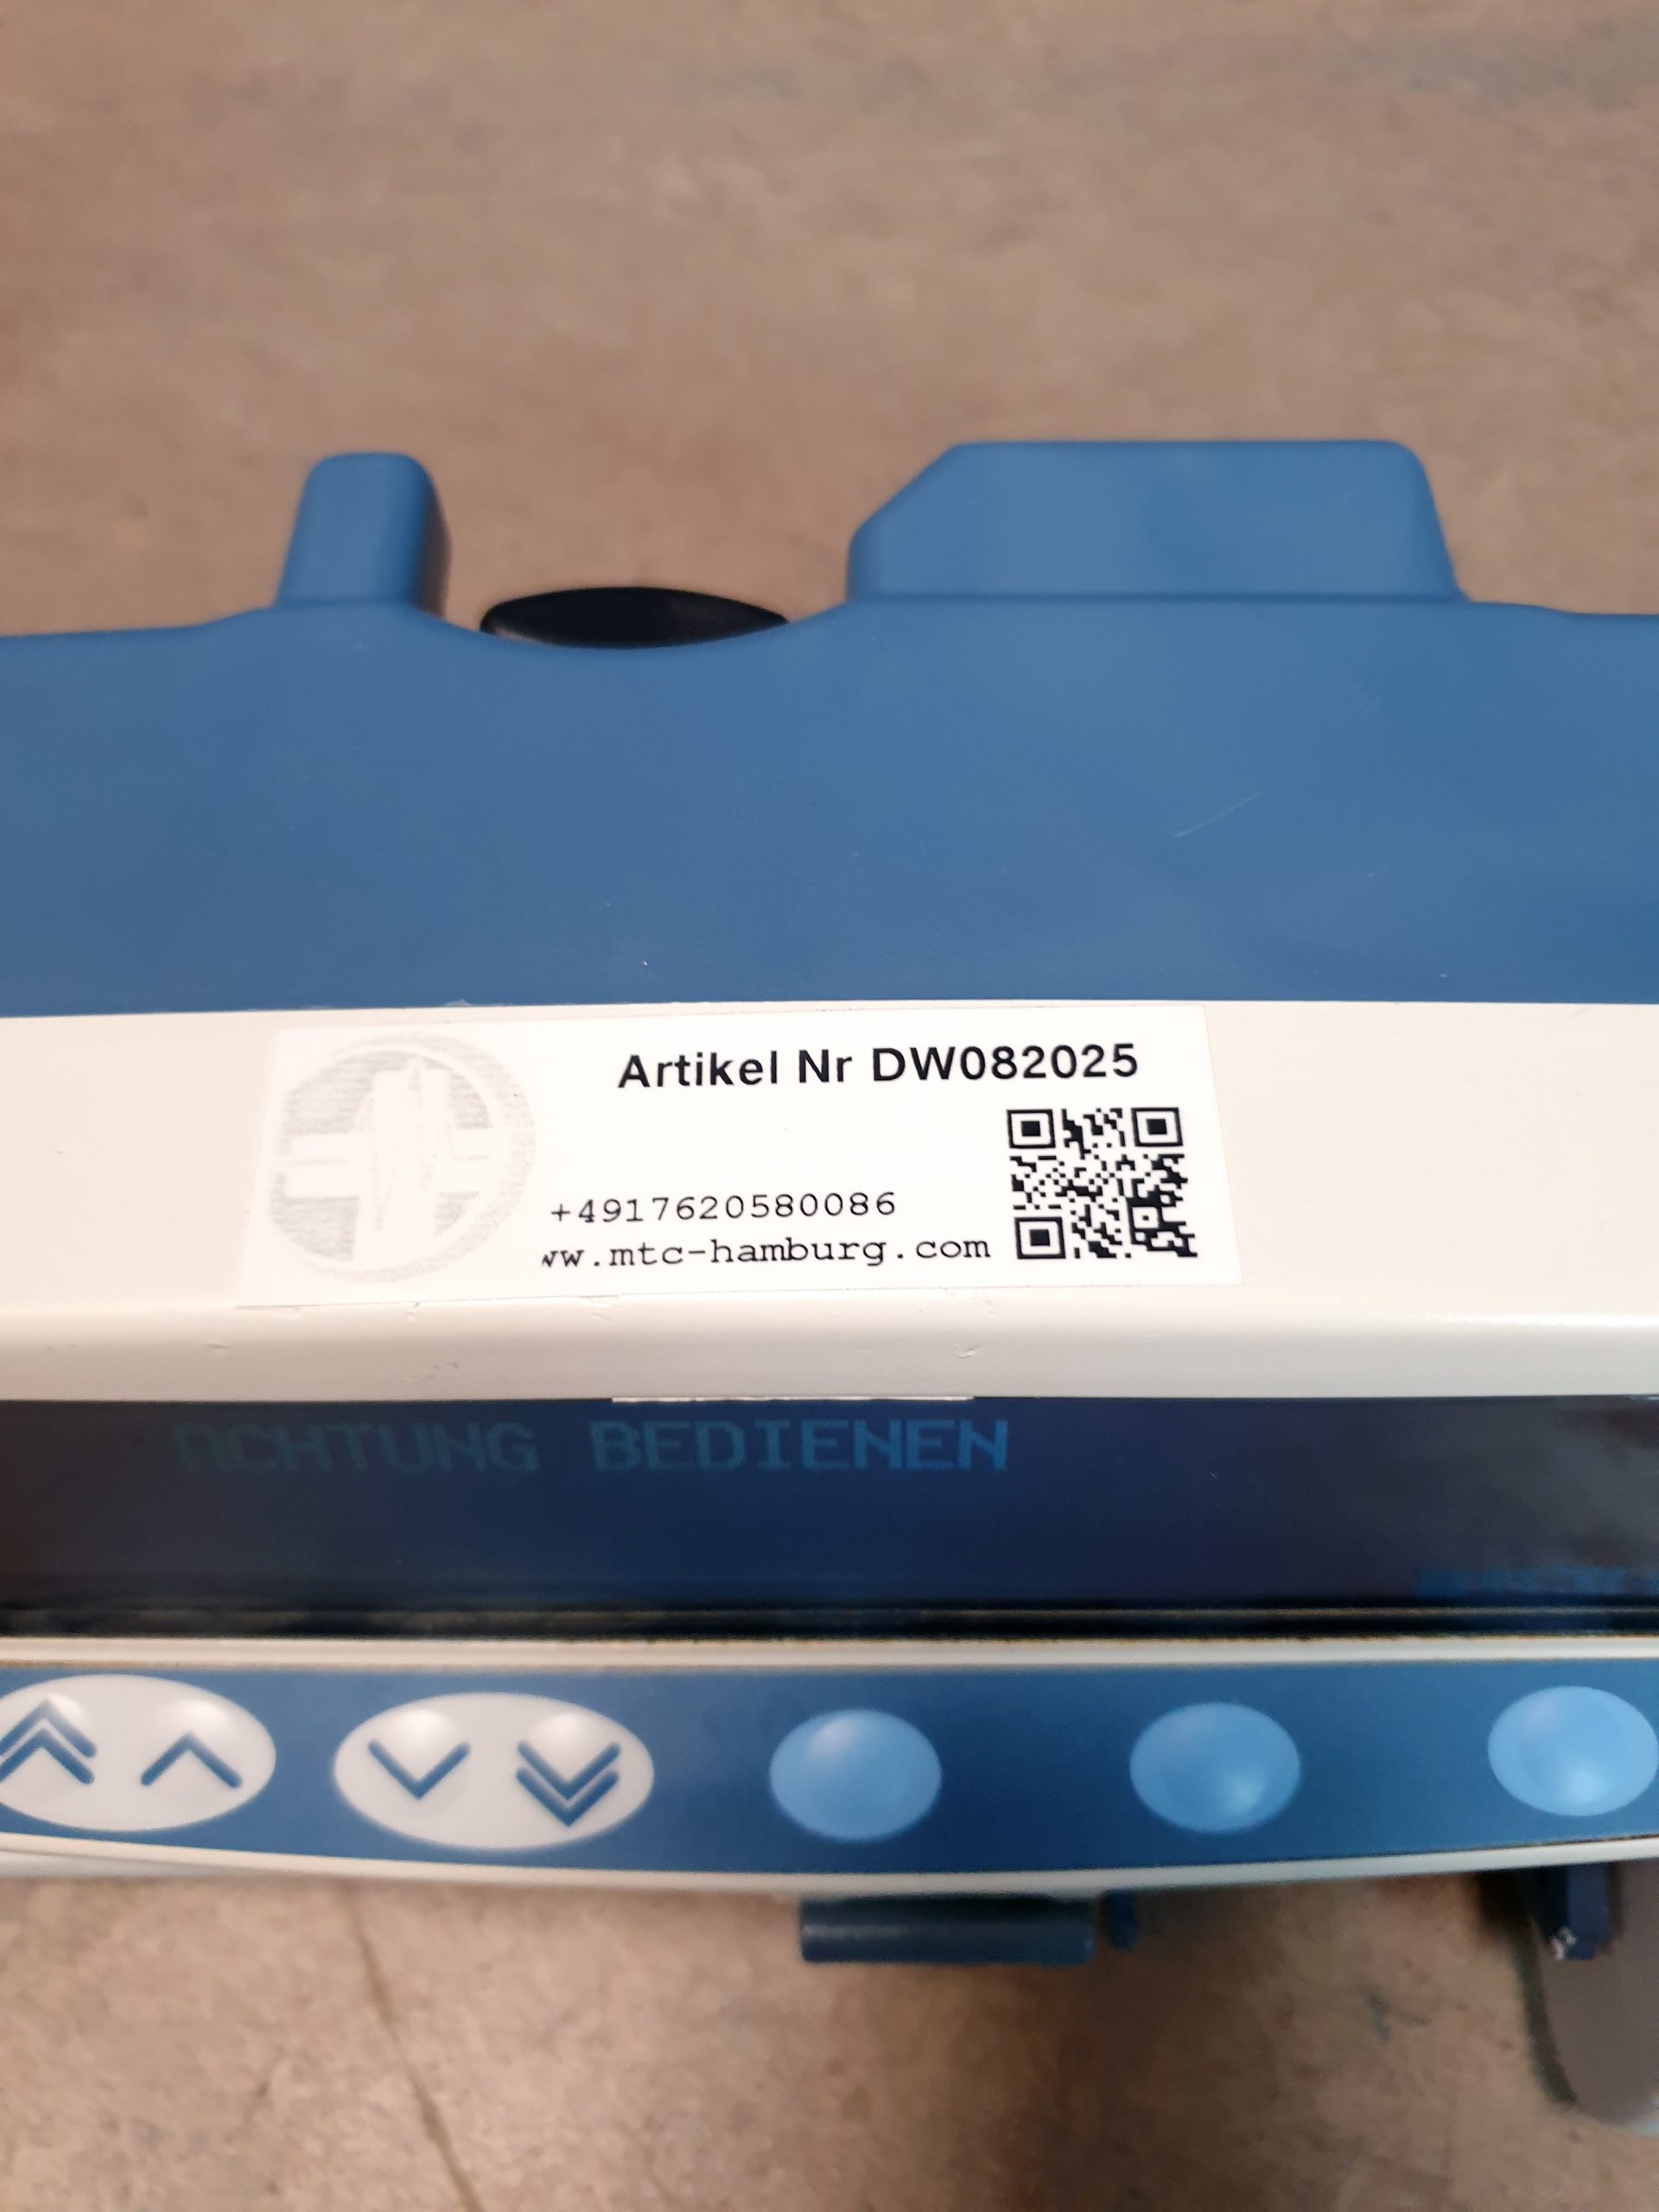 Artikel Nr DW082025
+4917620580086
ww.mtc-hamburg.com
ACHTUNG BEDIENEN